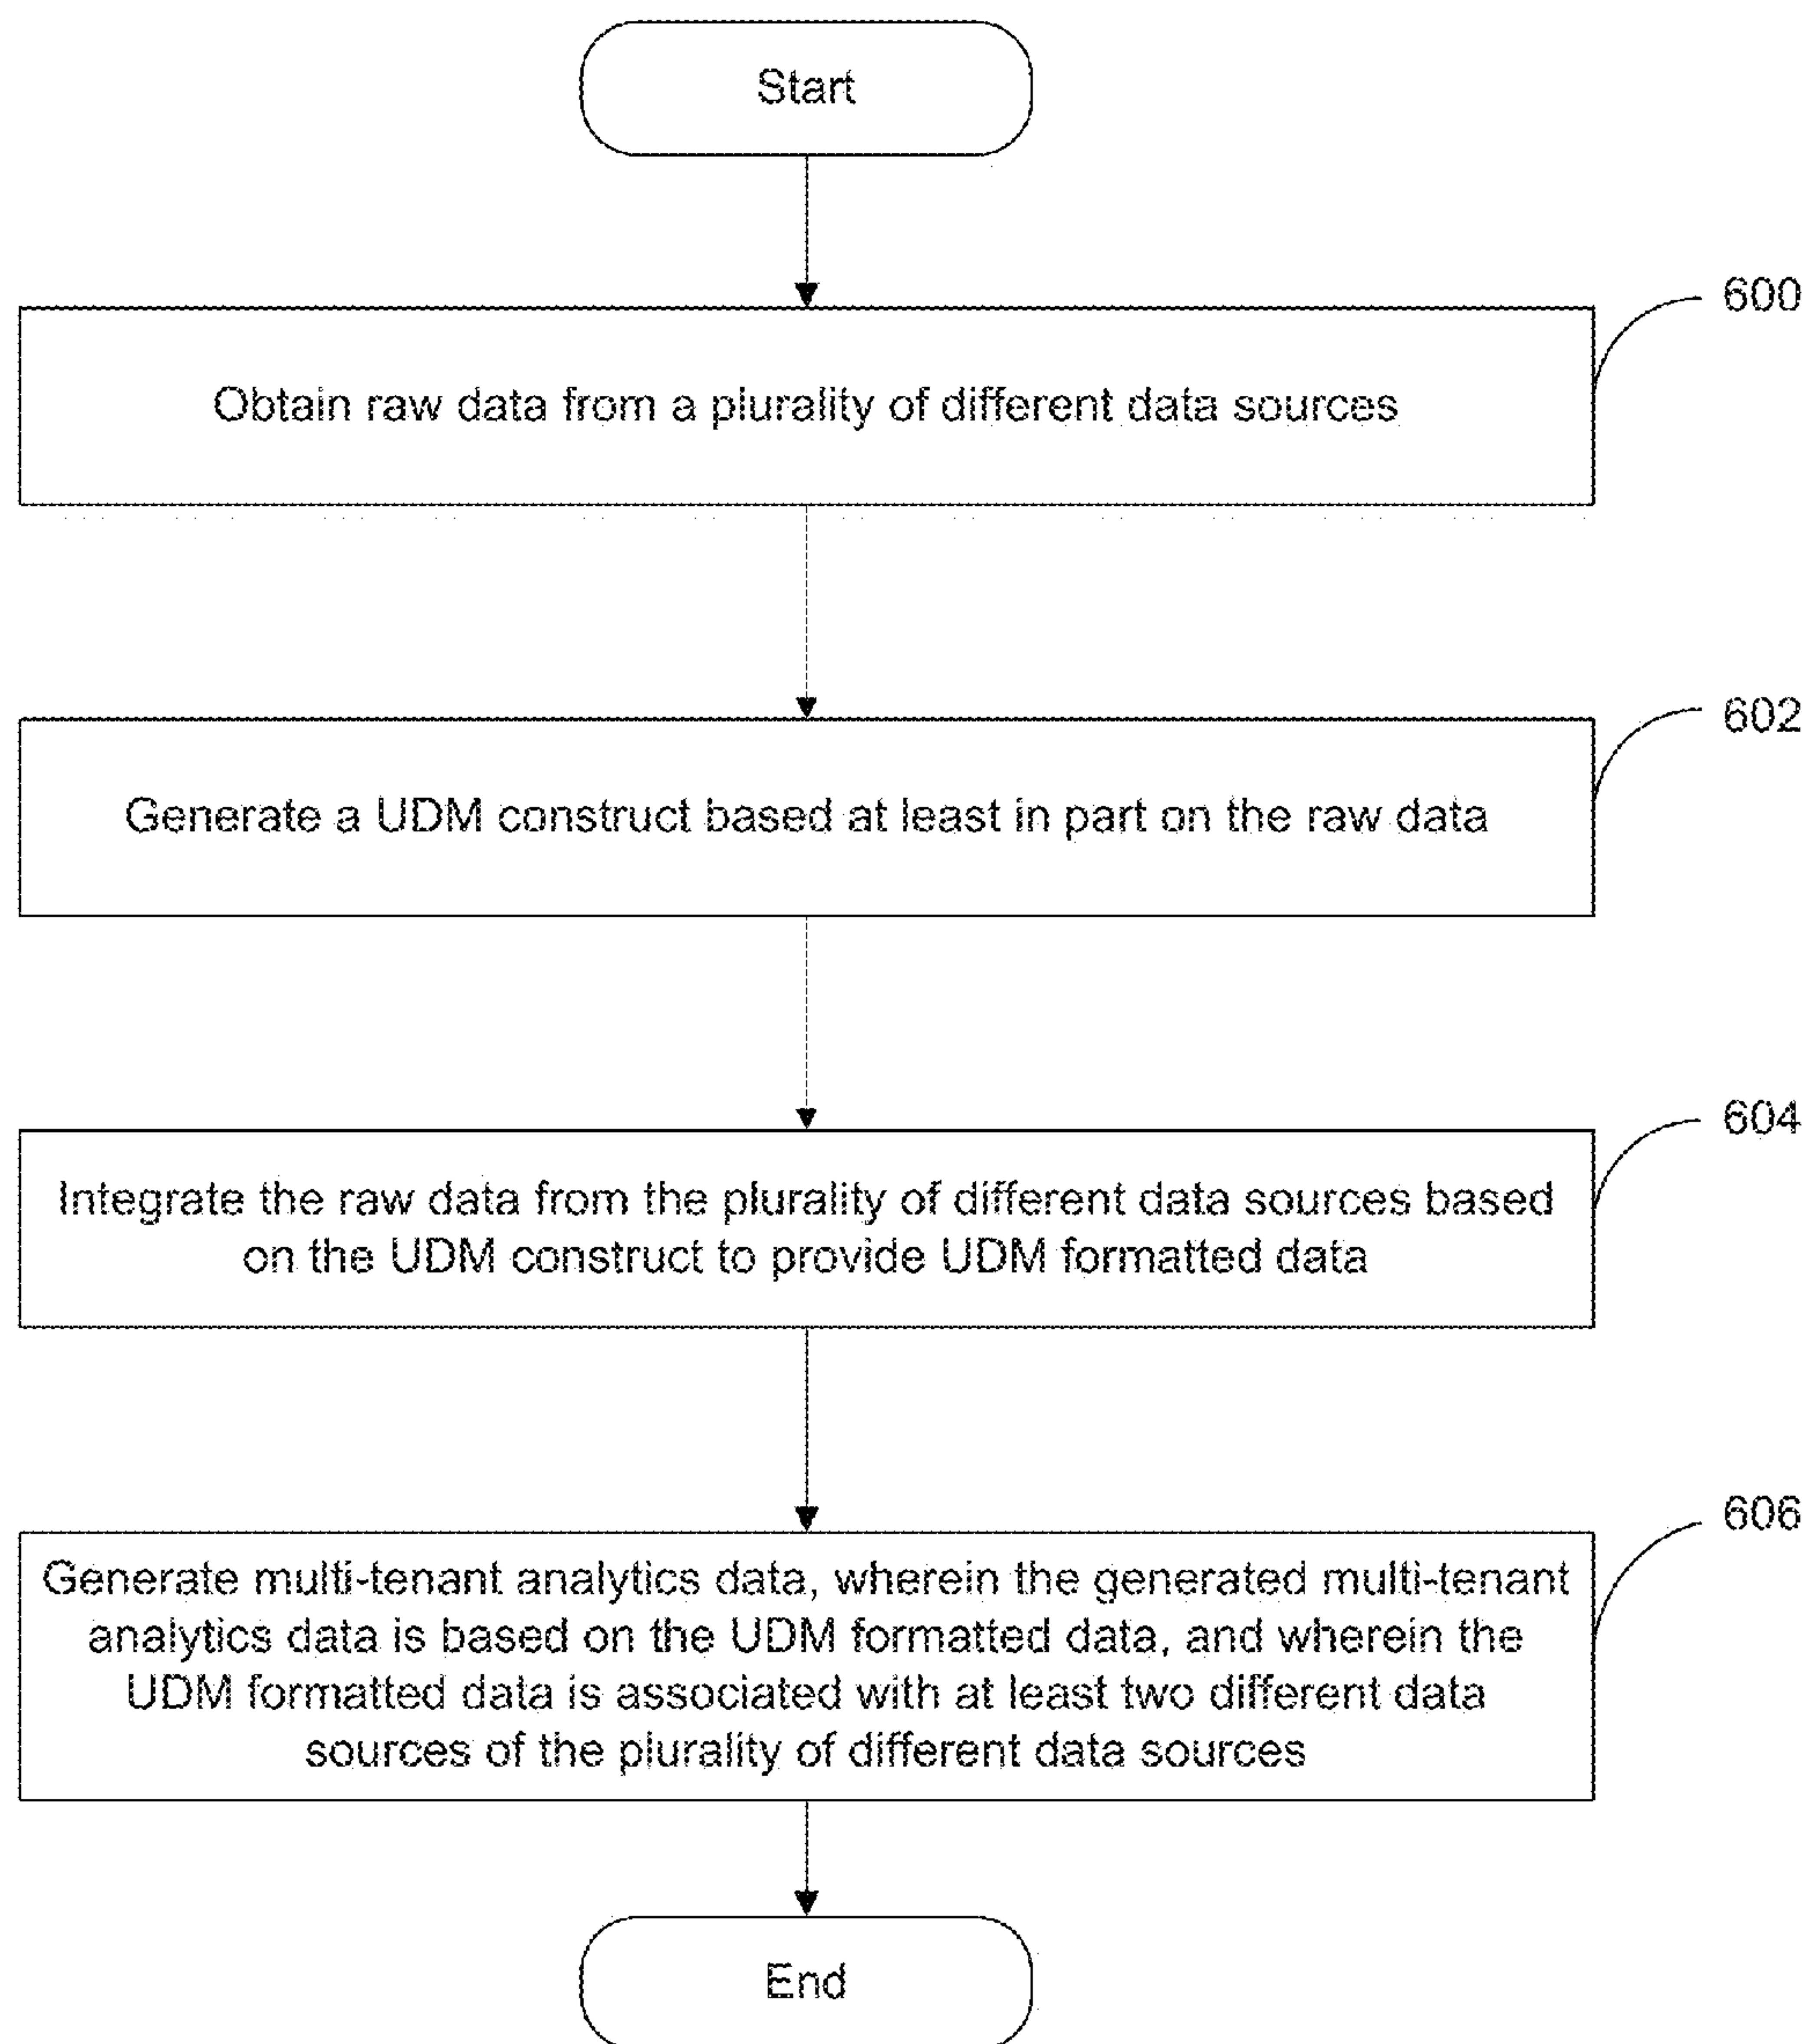 Start
600
Obtain raw data from a plurality of different data sources
602
Generate a UDM construct based at least in part on the raw data
604
Integrate the raw data from the plurality of different data sources based
on the UDM construct to provide UDM formatted data
606
Generate multi-tenant analytics data, wherein the generated multi-tenant
analytics data is based on the UDM formatted data, and wherein the
UDM formatted data is associated with at least two different data
sources of the plurality of different data sources
End